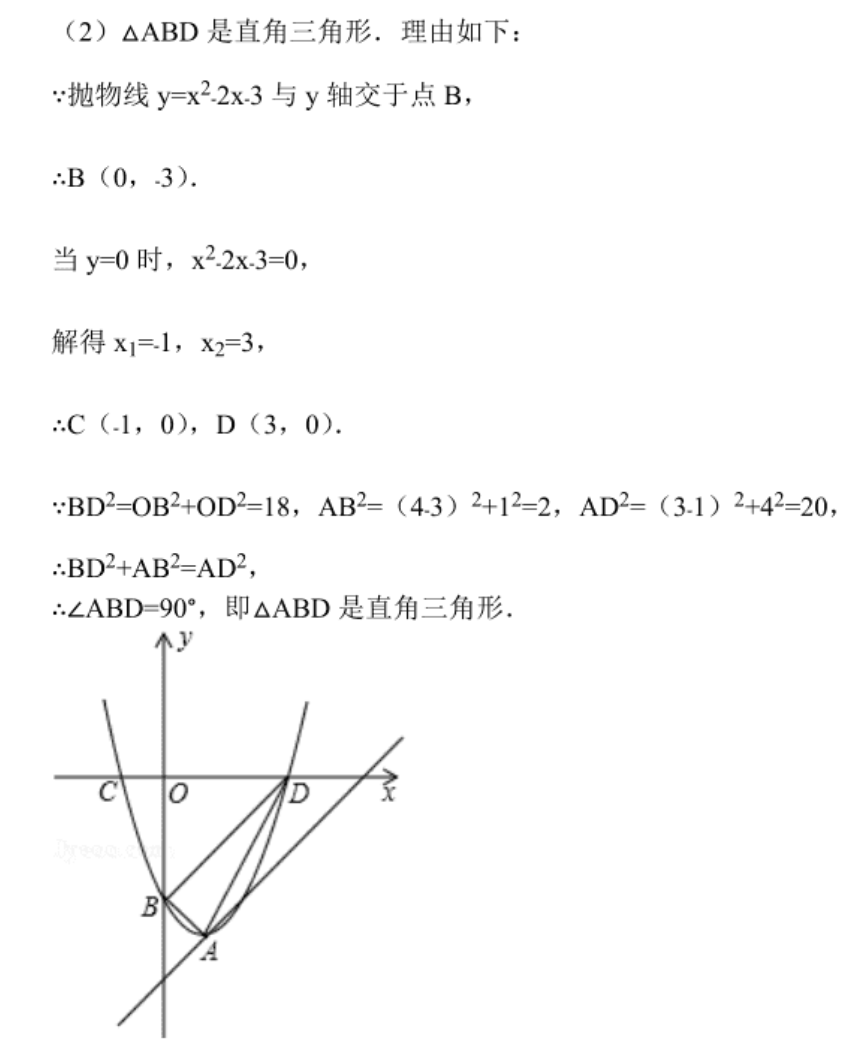 （2）△ABD 是直角三角形．理由如下：
∵抛物线 y=x²-2x-3 与 y 轴交于点 B，
∴B（0，-3）．
当 y=0 时，x²-2x-3=0，
解得 x₁=-1，x₂=3，
∴C（-1，0），D（3，0）．
∵BD²=OB²+OD²=18，AB²=（4-3）²+1²=2，AD²=（3-1）²+4²=20，
∴BD²+AB²=AD²，
∴∠ABD=90°，即△ABD 是直角三角形．
y
C O D x
B
A